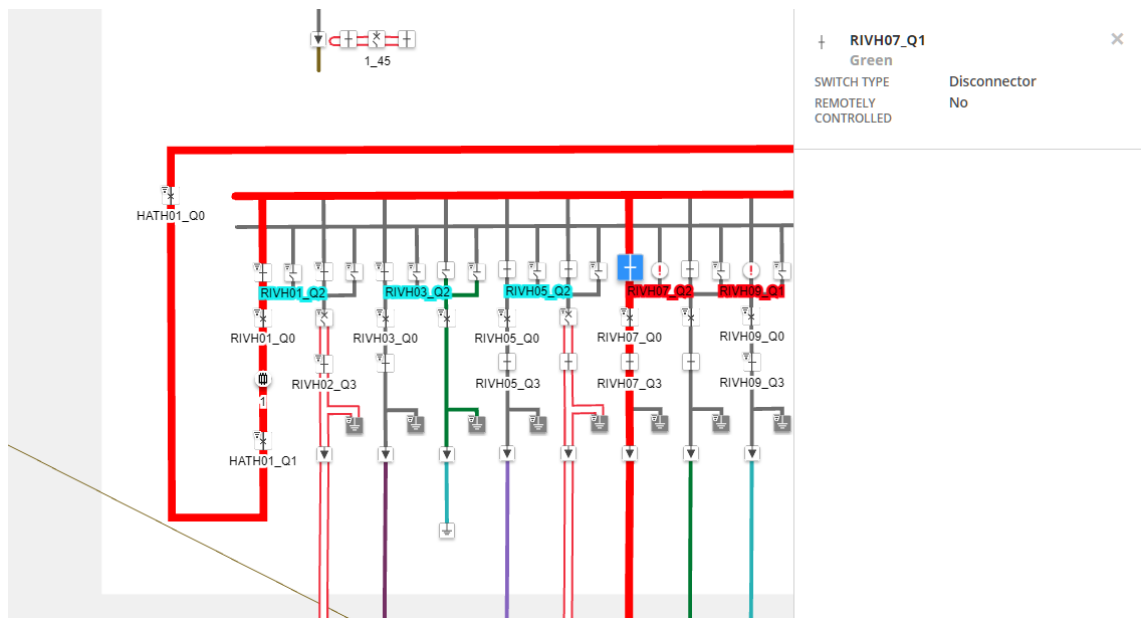 1_45
HATH01_Q0
RIVH01_Q2
RIVH03_Q2
RIVH05_Q2
RIVH07_Q2
RIVH09_Q1
RIVH01_Q0
RIVH03_Q0
RIVH05_Q0
RIVH07_Q0
RIVH09_Q0
RIVH02_Q3
RIVH05_Q3
RIVH07_Q3
RIVH09_Q3
1
HATH01_Q1
RIVH07_Q1
Green
SWITCH TYPE Disconnector
REMOTELY No
CONTROLLED